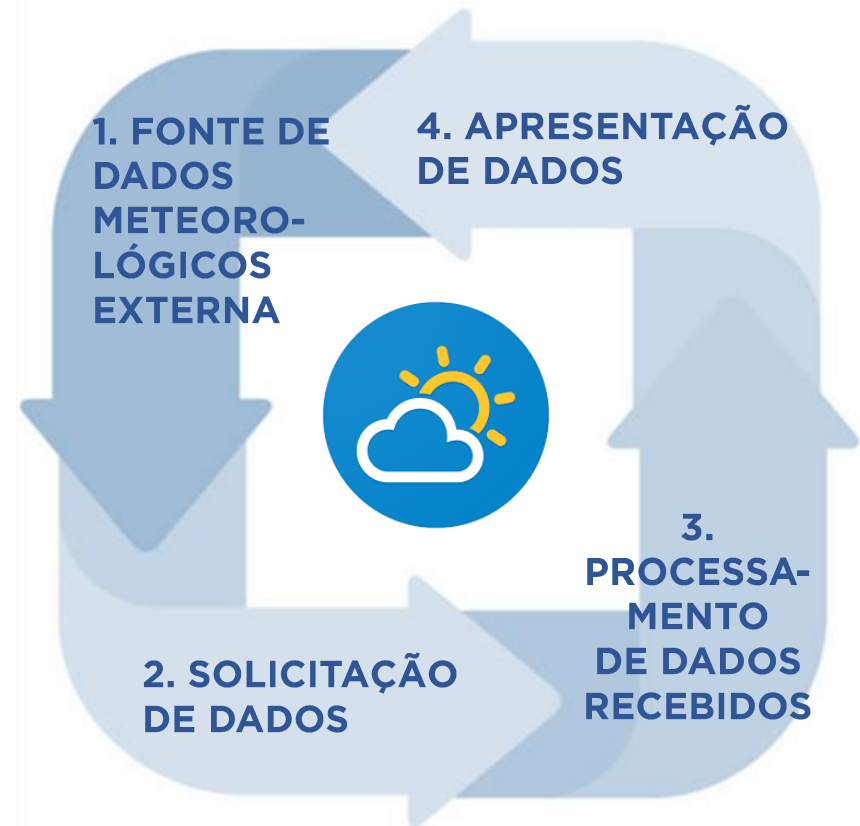 1. FONTE DE
DADOS
METEORO-
LÓGICOS
EXTERNA
2. SOLICITAÇÃO
DE DADOS
3.
PROCESSA-
MENTO
DE DADOS
RECEBIDOS
4. APRESENTAÇÃO
DE DADOS